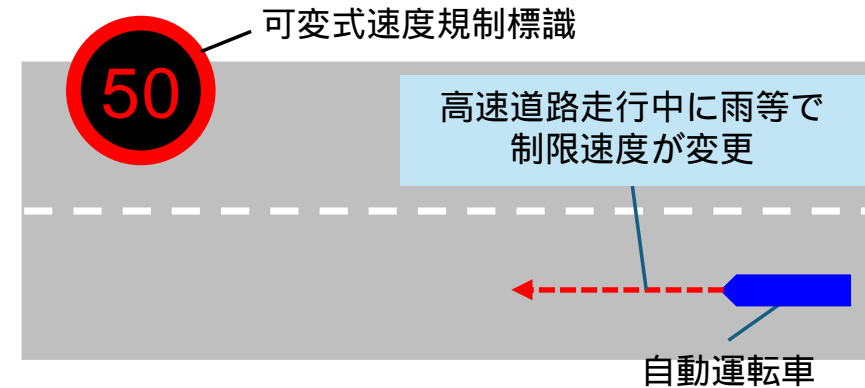 可変式速度規制標識
50
高速道路走行中に雨等で
制限速度が変更
自動運転車